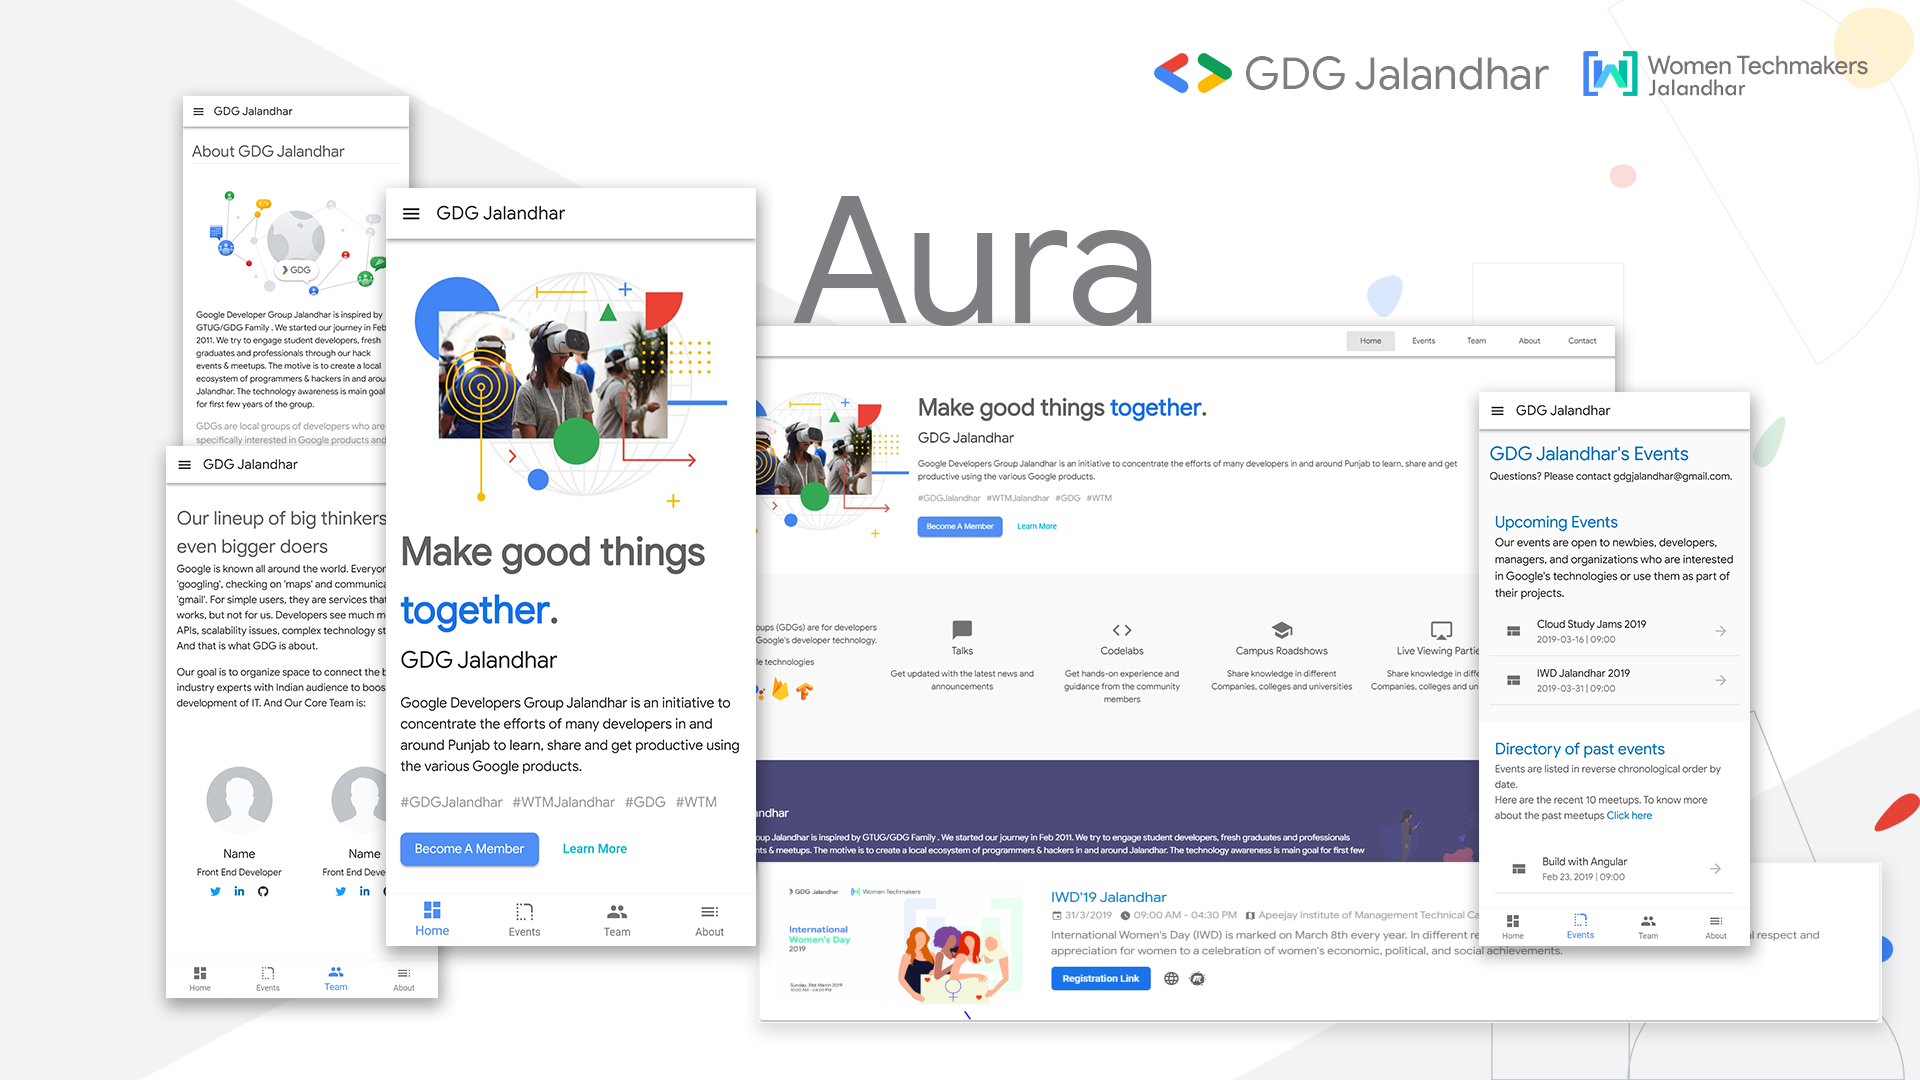 GDG Jalandhar
Women Techmakers
Jalandhar
Aura
GDG Jalandhar
About GDG Jalandhar
GDG
Google Developer Group Jalandhar is inspired by
GTUG/GDG Family . We started our journey in Feb
2011. We try to engage student developers, fresh
graduates and professionals through our hack
events & meetups. The motive is to create a local
ecosystem of programmers & hackers in and arou
Jalandhar. The technology awareness is main goal
for first few years of the group.
GDGs are local groups of developers who are
specifically interested in Google products and
GDG Jalandhar
Our lineup of big thinkers
even bigger doers
Google is known all around the world. Everyon
'googling', checking on 'maps' and communica
'gmail'. For simple users, they are services that
works, but not for us. Developers see much m
APIs, scalability issues, complex technology st
And that is what GDG is about.
Our goal is to organize space to connect the b
industry experts with Indian audience to boos
development of IT. And Our Core Team is:
Name
Front End Developer
Name
Front End Deve
Home Events Team About
GDG Jalandhar
Make good things
together.
GDG Jalandhar
Google Developers Group Jalandhar is an initiative to
concentrate the efforts of many developers in and
around Punjab to learn, share and get productive using
the various Google products.
#GDGJalandhar #WTMJalandhar #GDG #WTM
Become A Member Learn More
Home Events Team About
Home Events Team About Contact
Make good things together.
GDG Jalandhar
Google Developers Group Jalandhar is an initiative to concentrate the efforts of many developers in and around Punjab to learn, share and get
productive using the various Google products.
#GDGJalandhar #WTMJalandhar #GDG #WTM
Become A Member Learn More
oups (GDGs) are for developers
Google's developer technology.
le technologies
Talks
Get updated with the latest news and
announcements
Codelabs
Get hands-on experience and
guidance from the community
members
Campus Roadshows
Share knowledge in different
Companies, colleges and universities
Live Viewing Partie
Share knowledge in diffe
Companies, colleges and un
andhar
oup Jalandhar is inspired by GTUG/GDG Family . We started our journey in Feb 2011. We try to engage student developers, fresh graduates and professionals
nts & meetups. The motive is to create a local ecosystem of programmers & hackers in and around Jalandhar. The technology awareness is main goal for first few
GDG Jalandhar Women Techmakers
International
Women's Day
2019
Sunday, 31st March 2019
10:00 AM - 04:00 PM
IWD'19 Jalandhar
31/3/2019 09:00 AM - 04:30 PM Apeejay Institute of Management Technical Ca
International Women's Day (IWD) is marked on March 8th every year. In different re
l respect and
appreciation for women to a celebration of women's economic, political, and social achievements.
Registration Link
GDG Jalandhar
GDG Jalandhar's Events
Questions? Please contact gdgjalandhar@gmail.com.
Upcoming Events
Our events are open to newbies, developers,
managers, and organizations who are interested
in Google's technologies or use them as part of
their projects.
Cloud Study Jams 2019
2019-03-16 | 09:00
IWD Jalandhar 2019
2019-03-31 | 09:00
Directory of past events
Events are listed in reverse chronological order by
date.
Here are the recent 10 meetups. To know more
about the past meetups Click here
Build with Angular
Feb 23, 2019 | 09:00
Home Events Team About